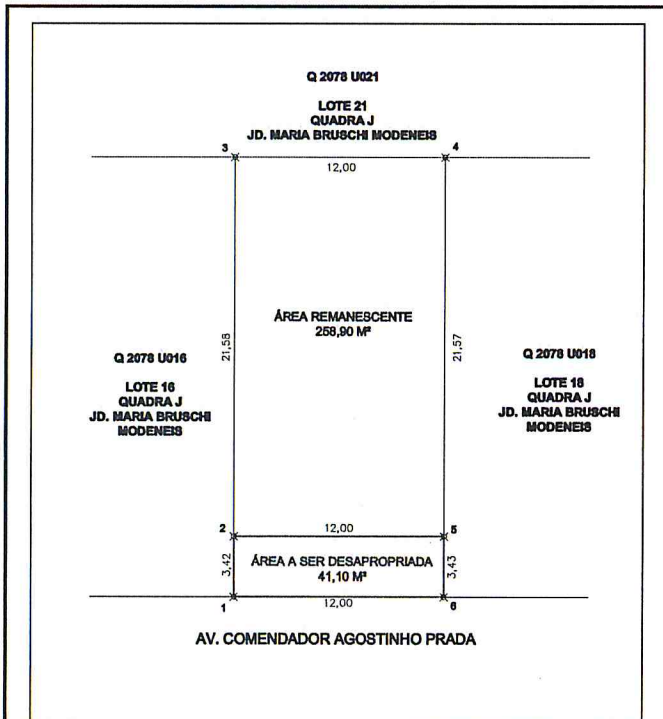 Q 2078 U021
LOTE 21
QUADRA J
JD. MARIA BRUSCHI MODENEIS
3
4
12,00
ÁREA REMANESCENTE
258,90 M²
21,58
21,57
Q 2078 U016
LOTE 16
QUADRA J
JD. MARIA BRUSCHI
MODENEIS
Q 2078 U018
LOTE 18
QUADRA J
JD. MARIA BRUSCHI
MODENEIS
2
12,00
5
3,42
ÁREA A SER DESAPROPRIADA
41,10 M²
3,43
1
12,00
6
AV. COMENDADOR AGOSTINHO PRADA